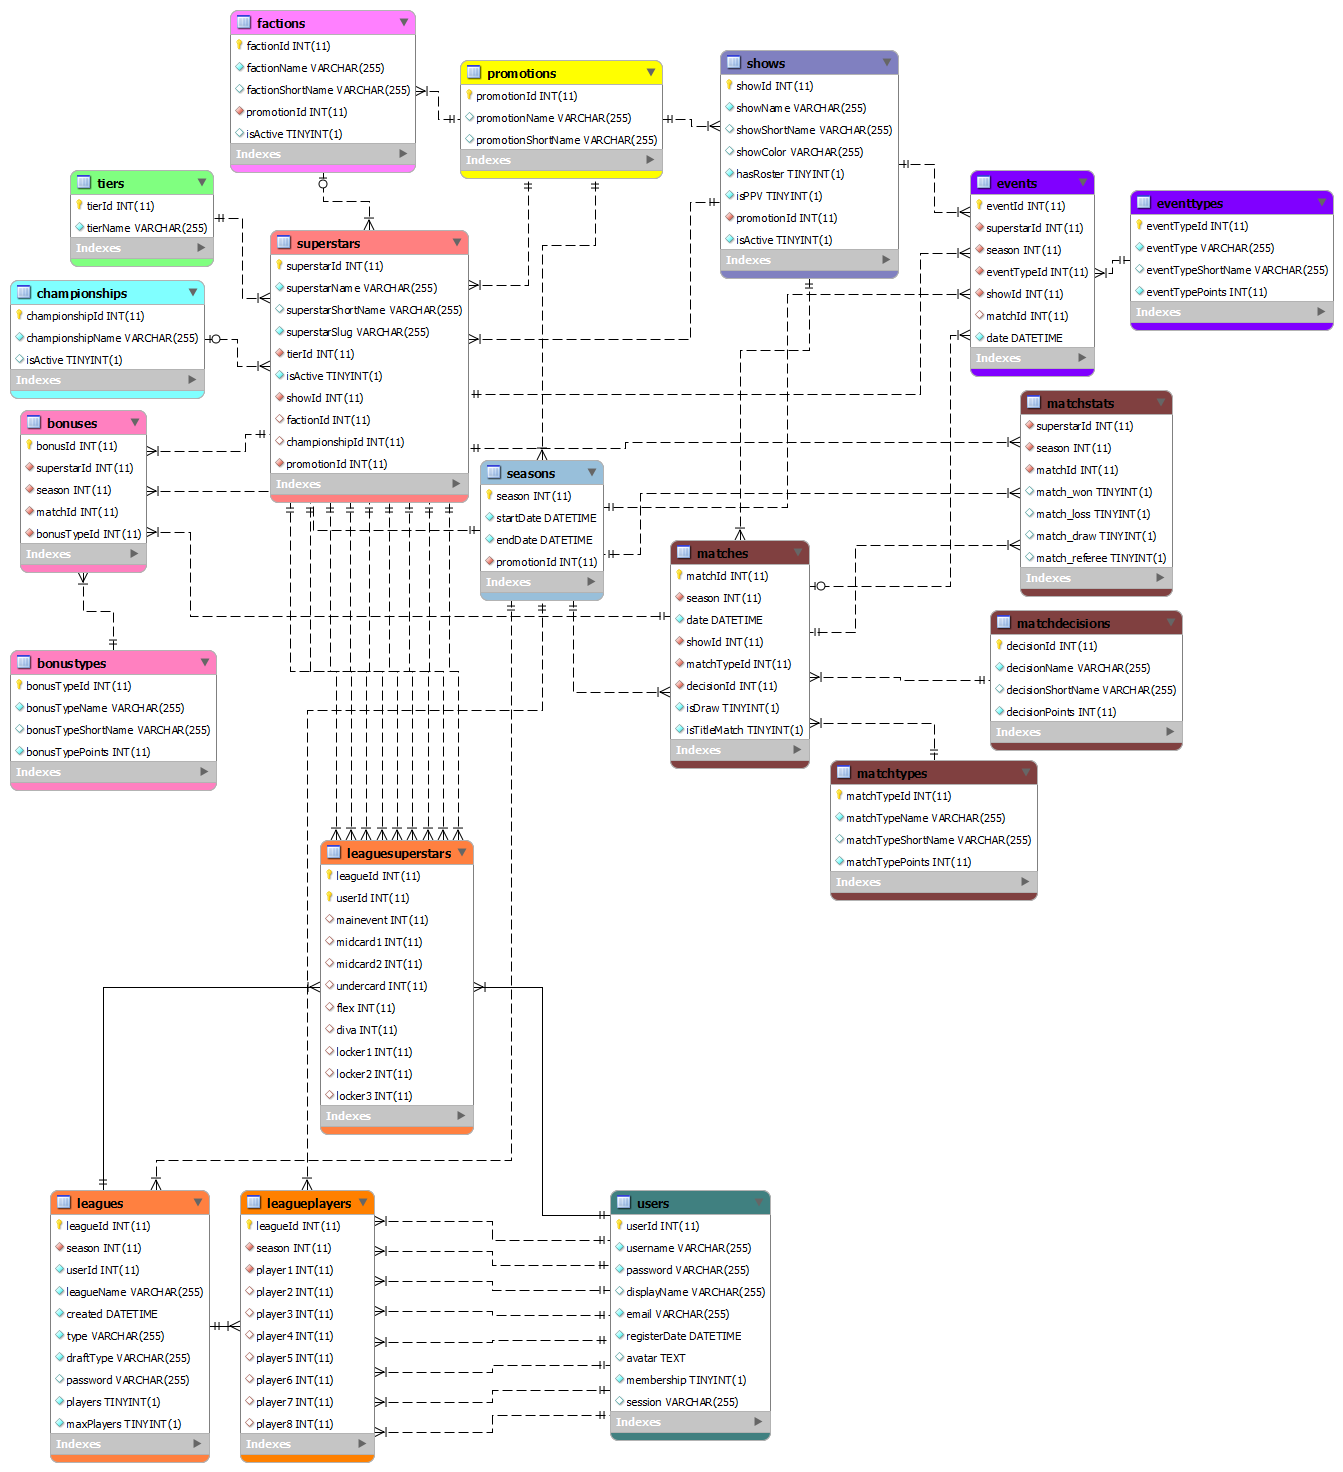 factions
factionId INT(11)
factionName VARCHAR(255)
factionShortName VARCHAR(255)
promotionId INT(11)
isActive TINYINT(1)
Indexes
promotions
promotionId INT(11)
promotionName VARCHAR(255)
promotionShortName VARCHAR(255)
Indexes
shows
showId INT(11)
showName VARCHAR(255)
showShortName VARCHAR(255)
showColor VARCHAR(255)
hasRoster TINYINT(1)
isPPV TINYINT(1)
promotionId INT(11)
isActive TINYINT(1)
Indexes
tiers
tierId INT(11)
tierName VARCHAR(255)
Indexes
events
eventId INT(11)
superstarId INT(11)
season INT(11)
eventTypeId INT(11)
showId INT(11)
matchId INT(11)
date DATETIME
Indexes
eventtypes
eventTypeId INT(11)
eventType VARCHAR(255)
eventTypeShortName VARCHAR(255)
eventTypePoints INT(11)
Indexes
superstars
superstarId INT(11)
superstarName VARCHAR(255)
superstarShortName VARCHAR(255)
superstarSlug VARCHAR(255)
tierId INT(11)
isActive TINYINT(1)
showId INT(11)
factionId INT(11)
championshipId INT(11)
promotionId INT(11)
Indexes
championships
championshipId INT(11)
championshipName VARCHAR(255)
isActive TINYINT(1)
Indexes
bonuses
bonusId INT(11)
superstarId INT(11)
season INT(11)
matchId INT(11)
bonusTypeId INT(11)
Indexes
matchstats
superstarId INT(11)
season INT(11)
matchId INT(11)
match_won TINYINT(1)
match_loss TINYINT(1)
match_draw TINYINT(1)
match_referee TINYINT(1)
Indexes
seasons
season INT(11)
startDate DATETIME
endDate DATETIME
promotionId INT(11)
Indexes
matches
matchId INT(11)
season INT(11)
date DATETIME
showId INT(11)
matchTypeId INT(11)
decisionId INT(11)
isDraw TINYINT(1)
isTitleMatch TINYINT(1)
Indexes
matchdecisions
decisionId INT(11)
decisionName VARCHAR(255)
decisionShortName VARCHAR(255)
decisionPoints INT(11)
Indexes
bonustypes
bonusTypeId INT(11)
bonusTypeName VARCHAR(255)
bonusTypeShortName VARCHAR(255)
bonusTypePoints INT(11)
Indexes
matchtypes
matchTypeId INT(11)
matchTypeName VARCHAR(255)
matchTypeShortName VARCHAR(255)
matchTypePoints INT(11)
Indexes
leaguesuperstars
leagueId INT(11)
userId INT(11)
mainevent INT(11)
midcard1 INT(11)
midcard2 INT(11)
undercard INT(11)
flex INT(11)
diva INT(11)
locker1 INT(11)
locker2 INT(11)
locker3 INT(11)
Indexes
leagues
leagueId INT(11)
season INT(11)
userId INT(11)
leagueName VARCHAR(255)
created DATETIME
type VARCHAR(255)
draftType VARCHAR(255)
password VARCHAR(255)
players TINYINT(1)
maxPlayers TINYINT(1)
Indexes
leagueplayers
leagueId INT(11)
season INT(11)
player1 INT(11)
player2 INT(11)
player3 INT(11)
player4 INT(11)
player5 INT(11)
player6 INT(11)
player7 INT(11)
player8 INT(11)
Indexes
users
userId INT(11)
username VARCHAR(255)
password VARCHAR(255)
displayName VARCHAR(255)
email VARCHAR(255)
registerDate DATETIME
avatar TEXT
membership TINYINT(1)
session VARCHAR(255)
Indexes